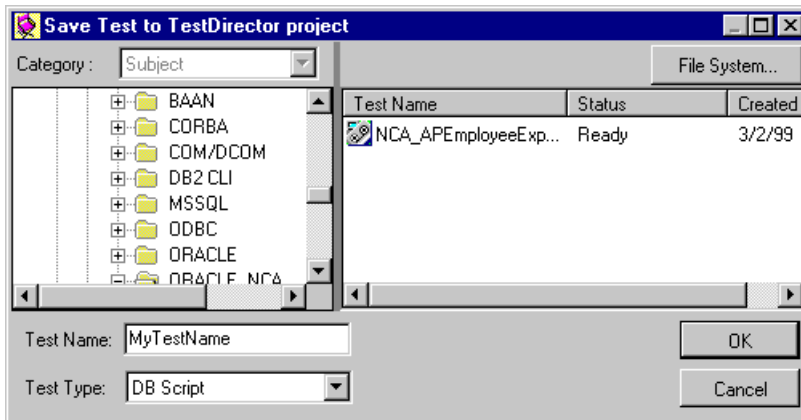 Save Test to TestDirector project
Category : Subject
File System...
BAAN
CORBA
COM/DCOM
DB2 CLI
MSSQL
ODBC
ORACLE
ORACLE_NCA
Test Name Status Created
NCA_APEmployeeExp... Ready 3/2/99
Test Name: MyTestName
OK
Test Type: DB Script
Cancel